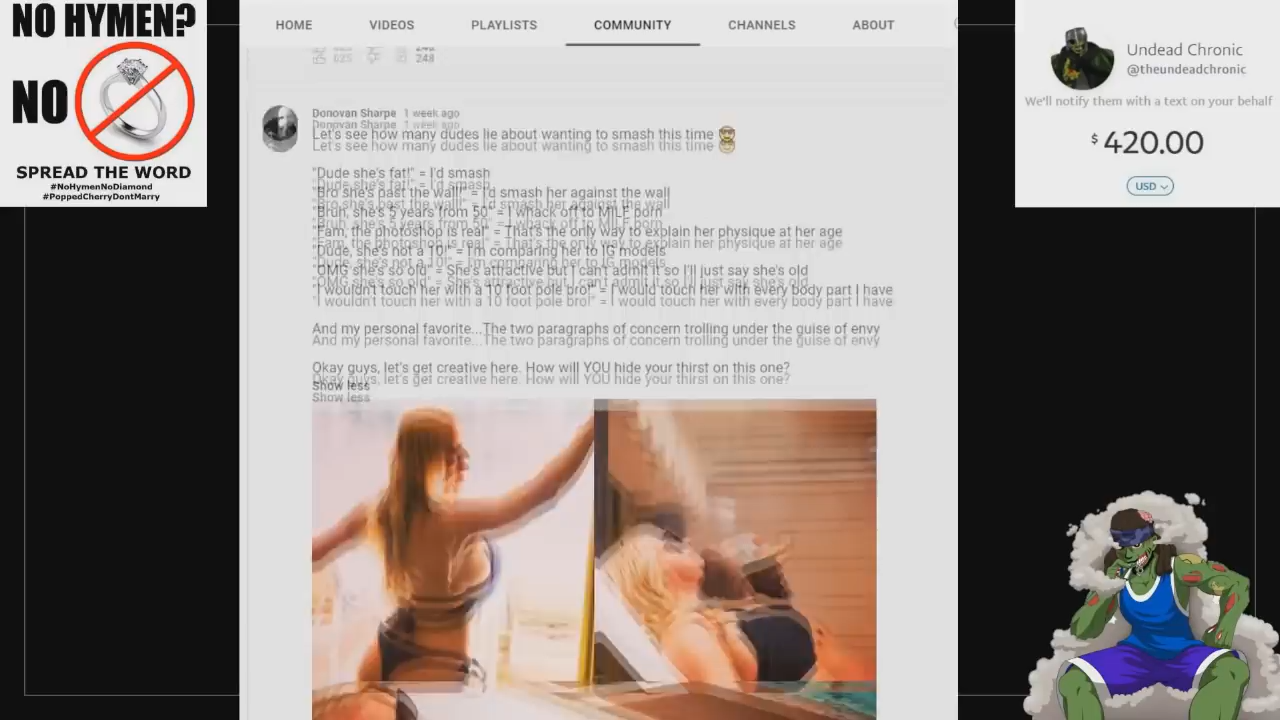 NO HYMEN?
NO
SPREAD THE WORD
#NoHymenNoDiamond
#PoppedCherryDontMarry
HOME VIDEOS PLAYLISTS COMMUNITY CHANNELS ABOUT
248
Donovan Sharpe 1 week ago
Let's see how many dudes lie about wanting to smash this time
"Dude she's fat!" = I'd smash
"Bro she's past the wall!" = I'd smash her against the wall
"Bruh, she's 5 years from 50" = I whack off to MILF porn
"Fam, the photoshop is real" = That's the only way to explain her physique at her age
"Dude, she's not a 10!" = I'm comparing her to IG models
"OMG she's so old" = She's attractive but I can't admit it so I'll just say she's old
"I wouldn't touch her with a 10 foot pole bro!" = I would touch her with every body part I have
And my personal favorite...The two paragraphs of concern trolling under the guise of envy
Okay guys, let's get creative here. How will YOU hide your thirst on this one?
Show less
Undead Chronic
@theundeadchronic
We'll notify them with a text on your behalf
$420.00
USD